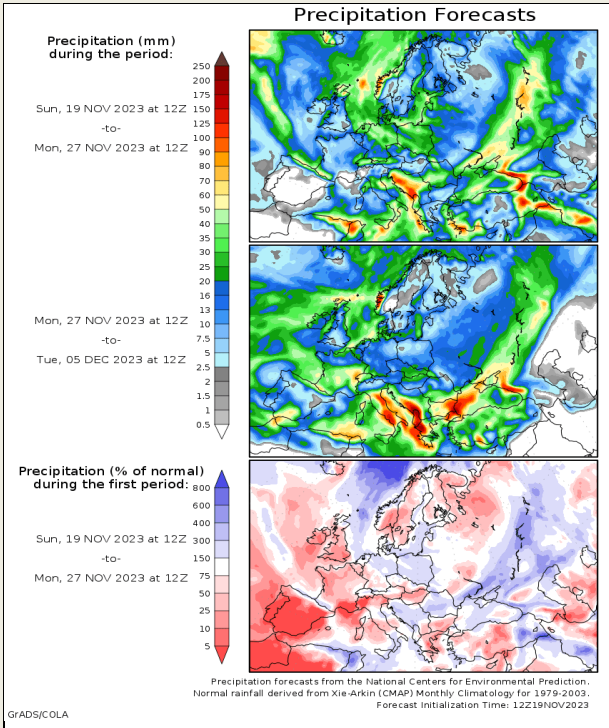 Precipitation Forecasts
Precipitation (mm)
during the period:
Sun, 19 NOV 2023 at 12Z
-to-
Mon, 27 NOV 2023 at 12Z
250
200
175
150
125
100
90
80
70
60
50
40
35
30
25
20
16
13
10
7.5
5
2.5
2
1.5
1
0.5
Mon, 27 NOV 2023 at 12Z
-to-
Tue, 05 DEC 2023 at 12Z
Precipitation (% of normal)
during the first period:
Sun, 19 NOV 2023 at 12Z
-to-
Mon, 27 NOV 2023 at 12Z
800
600
400
300
150
75
50
25
10
5
Precipitation forecasts from the National Centers for Environmental Prediction.
Normal rainfall derived from Xie-Arkin (CMAP) Monthly Climatology for 1979-2003.
Forecast Initialization Time: 12Z19NOV2023
GrADS/COLA